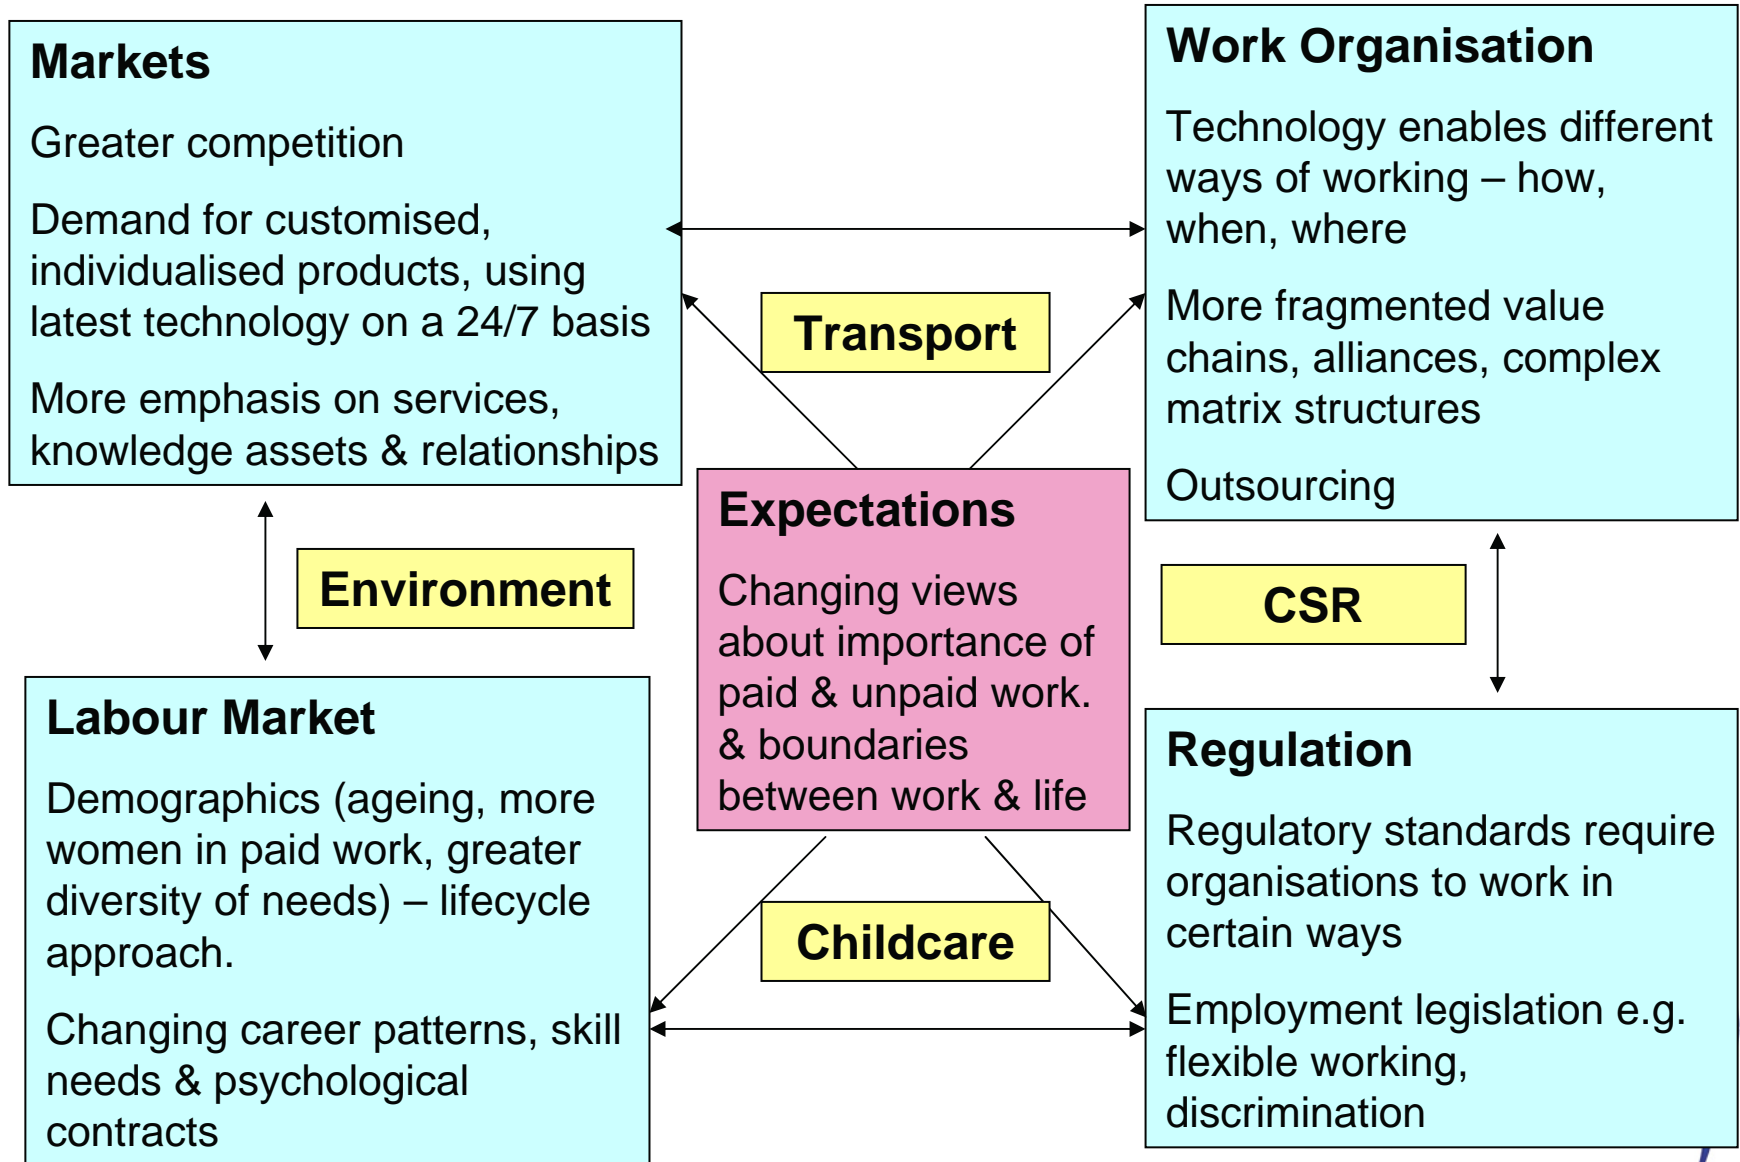 Markets
Greater competition
Demand for customised,
individualised products, using
latest technology on a 24/7 basis
More emphasis on services,
knowledge assets & relationships
Work Organisation
Technology enables different
ways of working – how,
when, where
More fragmented value
chains, alliances, complex
matrix structures
Outsourcing
Transport
Environment
Expectations
Changing views
about importance of
paid & unpaid work.
& boundaries
between work & life
CSR
Labour Market
Demographics (ageing, more
women in paid work, greater
diversity of needs) – lifecycle
approach.
Changing career patterns, skill
needs & psychological
contracts
Childcare
Regulation
Regulatory standards require
organisations to work in
certain ways
Employment legislation e.g.
flexible working,
discrimination